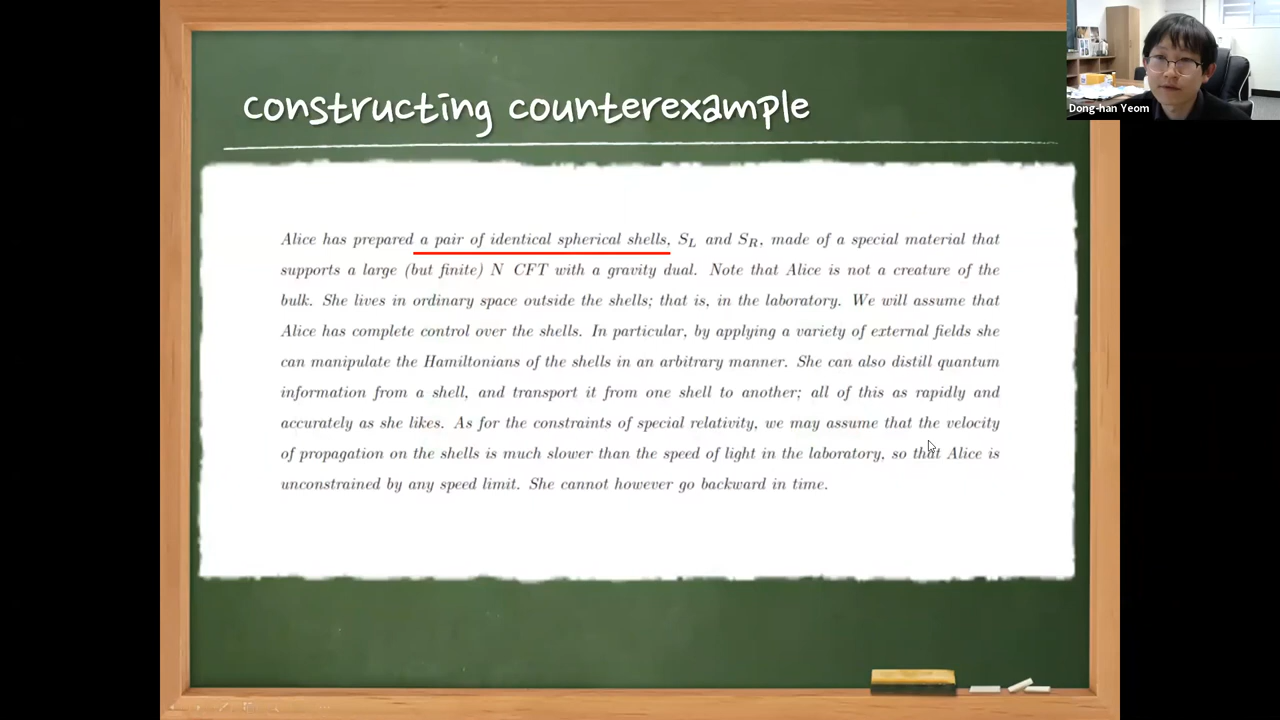 constructing counterexample
Dong-han Yeom
Alice has prepared a pair of identical spherical shells, S_L and S_R, made of a special material that
supports a large (but finite) N CFT with a gravity dual. Note that Alice is not a creature of the
bulk. She lives in ordinary space outside the shells; that is, in the laboratory. We will assume that
Alice has complete control over the shells. In particular, by applying a variety of external fields she
can manipulate the Hamiltonians of the shells in an arbitrary manner. She can also distill quantum
information from a shell, and transport it from one shell to another; all of this as rapidly and
accurately as she likes. As for the constraints of special relativity, we may assume that the velocity
of propagation on the shells is much slower than the speed of light in the laboratory, so that Alice is
unconstrained by any speed limit. She cannot however go backward in time.